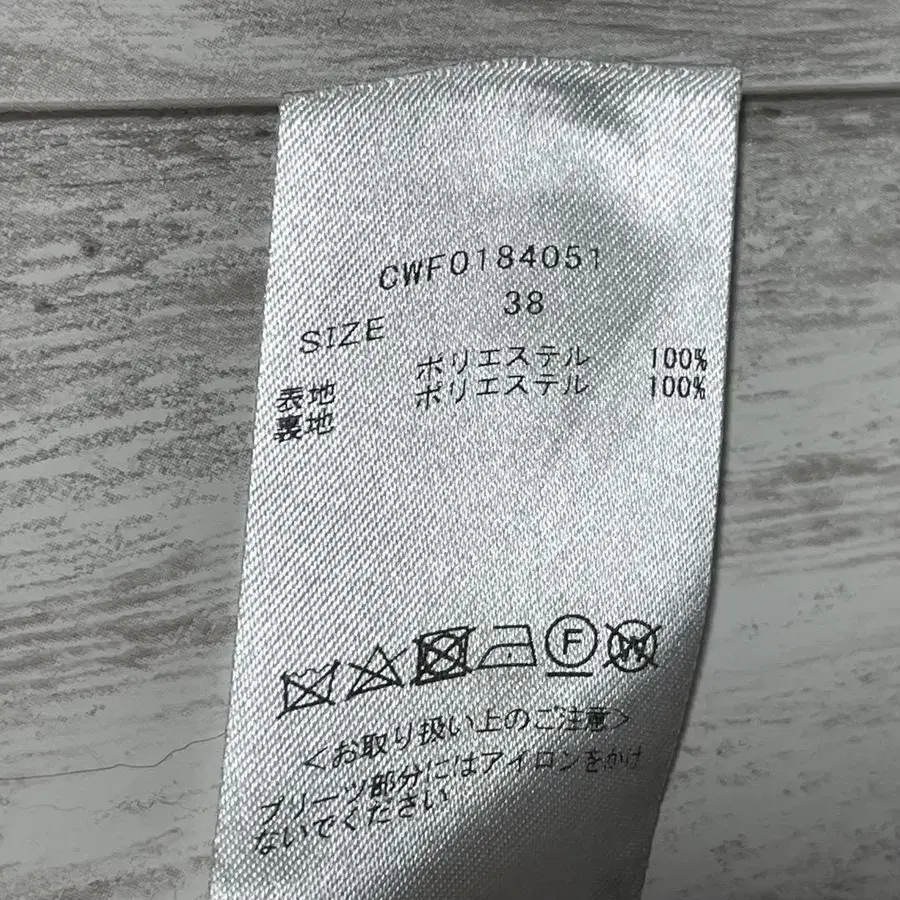 CWF0184051
SIZE 38
表地 ポリエステル 100%
裏地 ポリエステル 100%
F W
<お取り扱い上のご注意>
プリーツ部分にはアイロンをかけ
ないでください